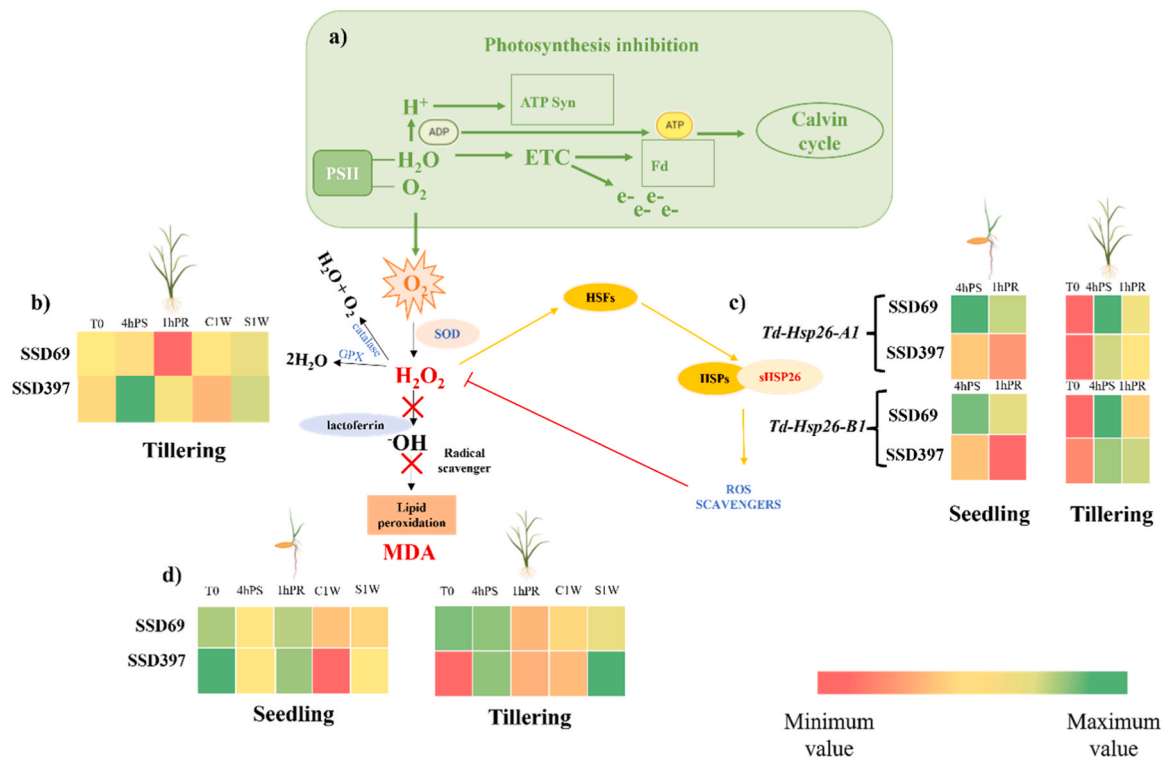 a)
Photosynthesis inhibition
H+
ATP Syn
ADP
ATP
Calvin
cycle
PSII
H2O
ETC
Fd
O2
e- e-
e- e-
b)
T0 4hPS 1hPR C1W S1W
SSD69
SSD397
Tillering
H2O + O2
catalase
2H2O
GPX
O2
SOD
H2O2
lactoferrin
-OH
Radical
scavenger
Lipid
peroxidation
MDA
HSFs
HSPs
sHSP26
ROS
SCAVENGERS
c)
4hPS 1hPR
T0 4hPS 1hPR
Td-Hsp26-A1
SSD69
SSD397
4hPS 1hPR
T0 4hPS 1hPR
Td-Hsp26-B1
SSD69
SSD397
Seedling
Tillering
d)
T0 4hPS 1hPR C1W S1W
T0 4hPS 1hPR C1W S1W
SSD69
SSD397
Seedling
Tillering
Minimum
value
Maximum
value